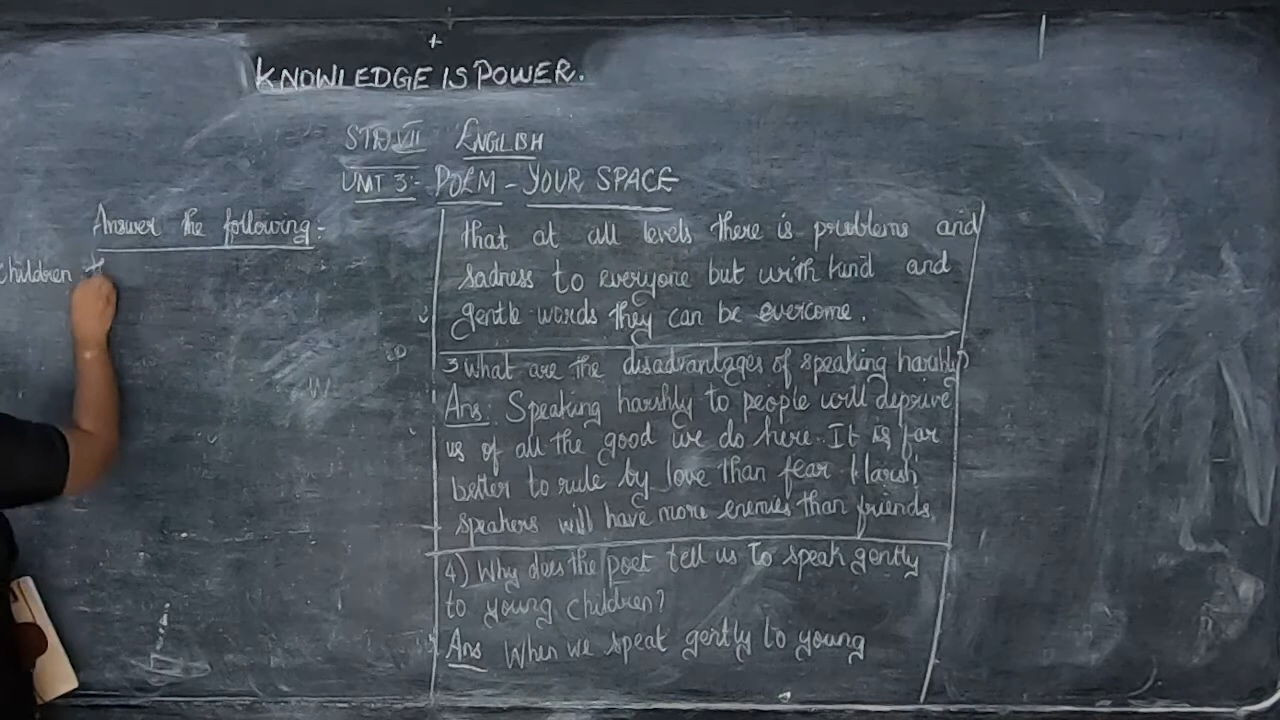 KNOWLEDGE IS POWER.
STD VII ENGLISH
UNIT 3:- POEM - YOUR SPACE
Answer the following:-
children
that at all levels there is problems and
sadness to everyone but with kind and
gentle words they can be overcome.
3 What are the disadvantages of speaking harshly?
Ans: Speaking harshly to people will deprive
us of all the good we do here. It is far
better to rule by love than fear Harsh
speakers will have more enemies than friends
4) Why does the poet tell us to speak gently
to young children?
Ans When we speak gently to young